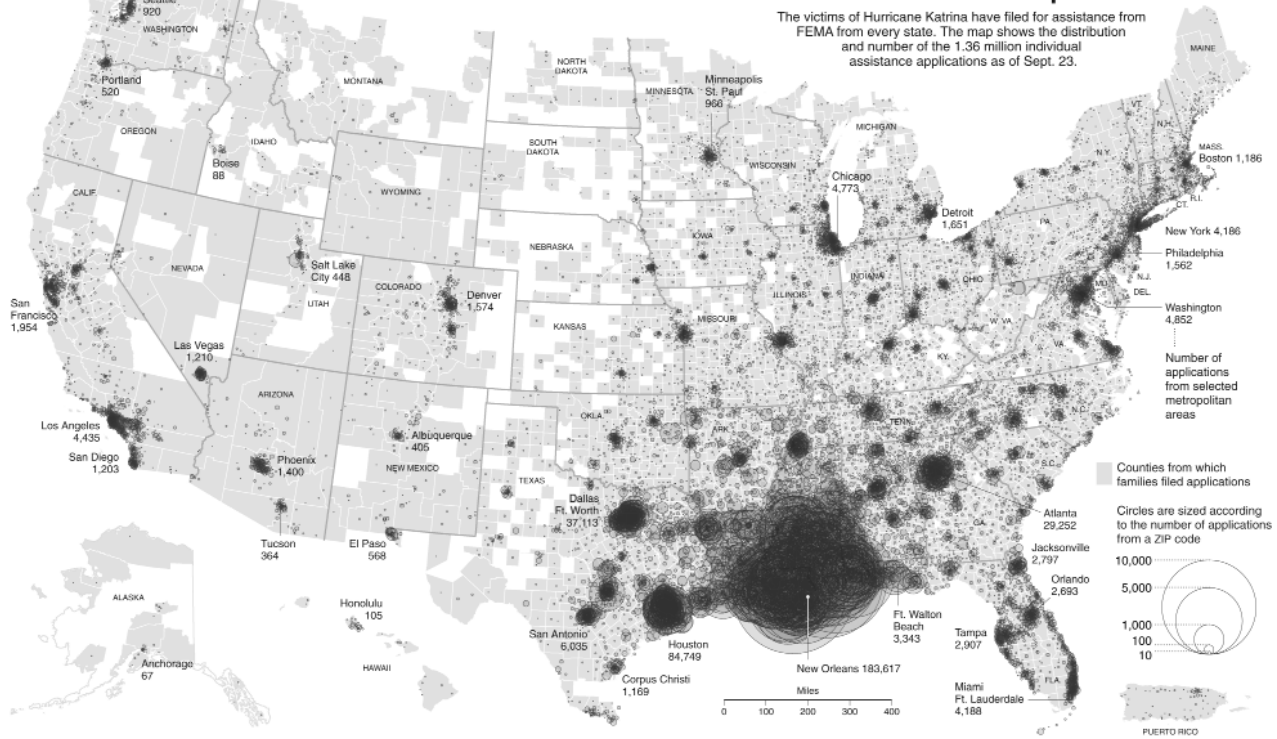 Seattle
920
WASHINGTON
Portland
520
OREGON
Boise
88
IDAHO
MONTANA
NORTH
DAKOTA
SOUTH
DAKOTA
WYOMING
NEBRASKA
MINNESOTA
Minneapolis
St. Paul
966
WISCONSIN
MICHIGAN
The victims of Hurricane Katrina have filed for assistance from
FEMA from every state. The map shows the distribution
and number of the 1.36 million individual
assistance applications as of Sept. 23.
MAINE
VT.
N.H.
MASS.
Boston 1,186
R.I.
CT.
N.Y.
New York 4,186
PA.
Philadelphia
1,562
N.J.
MD.
DEL.
Washington
4,852
Number of
applications
from selected
metropolitan
areas
Chicago
4,773
Detroit
1,651
IOWA
ILLINOIS
INDIANA
OHIO
W. VA.
VA.
KY.
MISSOURI
KANSAS
CALIF.
NEVADA
Salt Lake
City 448
UTAH
COLORADO
Denver
1,574
San
Francisco
1,954
Las Vegas
1,210
ARIZONA
Los Angeles
4,435
San Diego
1,203
Phoenix
1,400
Albuquerque
405
NEW MEXICO
Tucson
364
El Paso
568
OKLA.
ARK.
TENN.
N.C.
S.C.
GA.
TEXAS
Dallas
Ft. Worth
37,113
Atlanta
29,252
Jacksonville
2,797
Orlando
2,693
Ft. Walton
Beach
3,343
Tampa
2,907
FLA.
Miami
Ft. Lauderdale
4,188
New Orleans 183,617
Houston
84,749
San Antonio
6,035
Corpus Christi
1,169
Miles
0 100 200 300 400
ALASKA
Anchorage
67
Honolulu
105
HAWAII
Counties from which
families filed applications
Circles are sized according
to the number of applications
from a ZIP code
10,000
5,000
1,000
100
10
PUERTO RICO